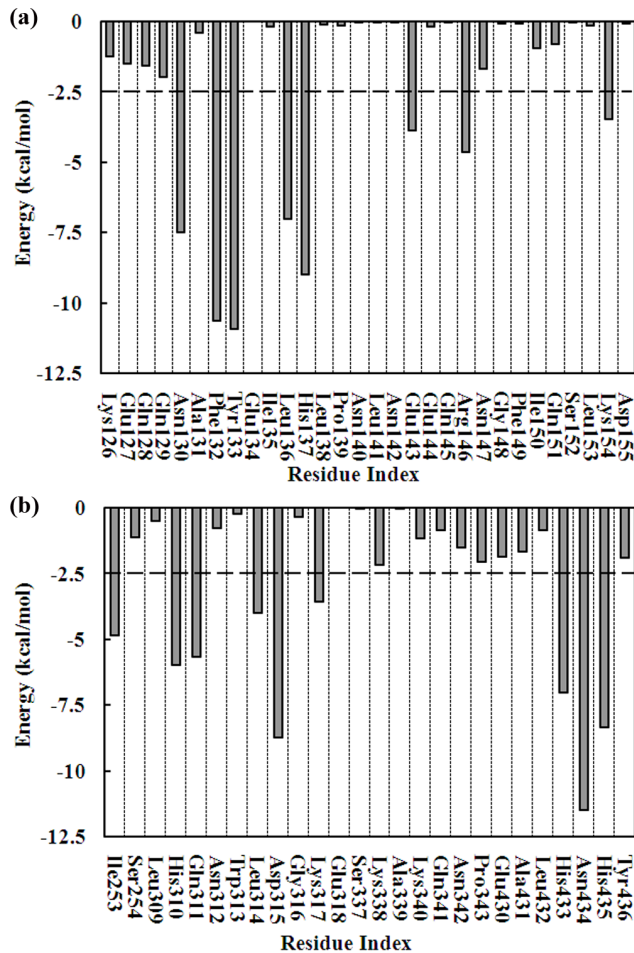 (a)
Energy (kcal/mol)
0
-2.5
-5
-7.5
-10
-12.5
Lys126
Glu127
Gln128
Gln129
Asn130
Ala131
Phe132
Tyr133
Glu134
Ile135
Leu136
His137
Leu138
Pro139
Asn140
Leu141
Asn142
Glu143
Glu144
Gln145
Arg146
Asn147
Gly148
Phe149
Ile150
Gln151
Ser152
Leu153
Lys154
Asp155
Residue Index
(b)
Energy (kcal/mol)
0
-2.5
-5
-7.5
-10
-12.5
Ile253
Ser254
Leu309
His310
Gln311
Asn312
Trp313
Leu314
Asp315
Gly316
Lys317
Glu318
Ser337
Lys338
Ala339
Lys340
Gln341
Asn342
Pro343
Glu430
Ala431
Leu432
His433
Asn434
His435
Tyr436
Residue Index